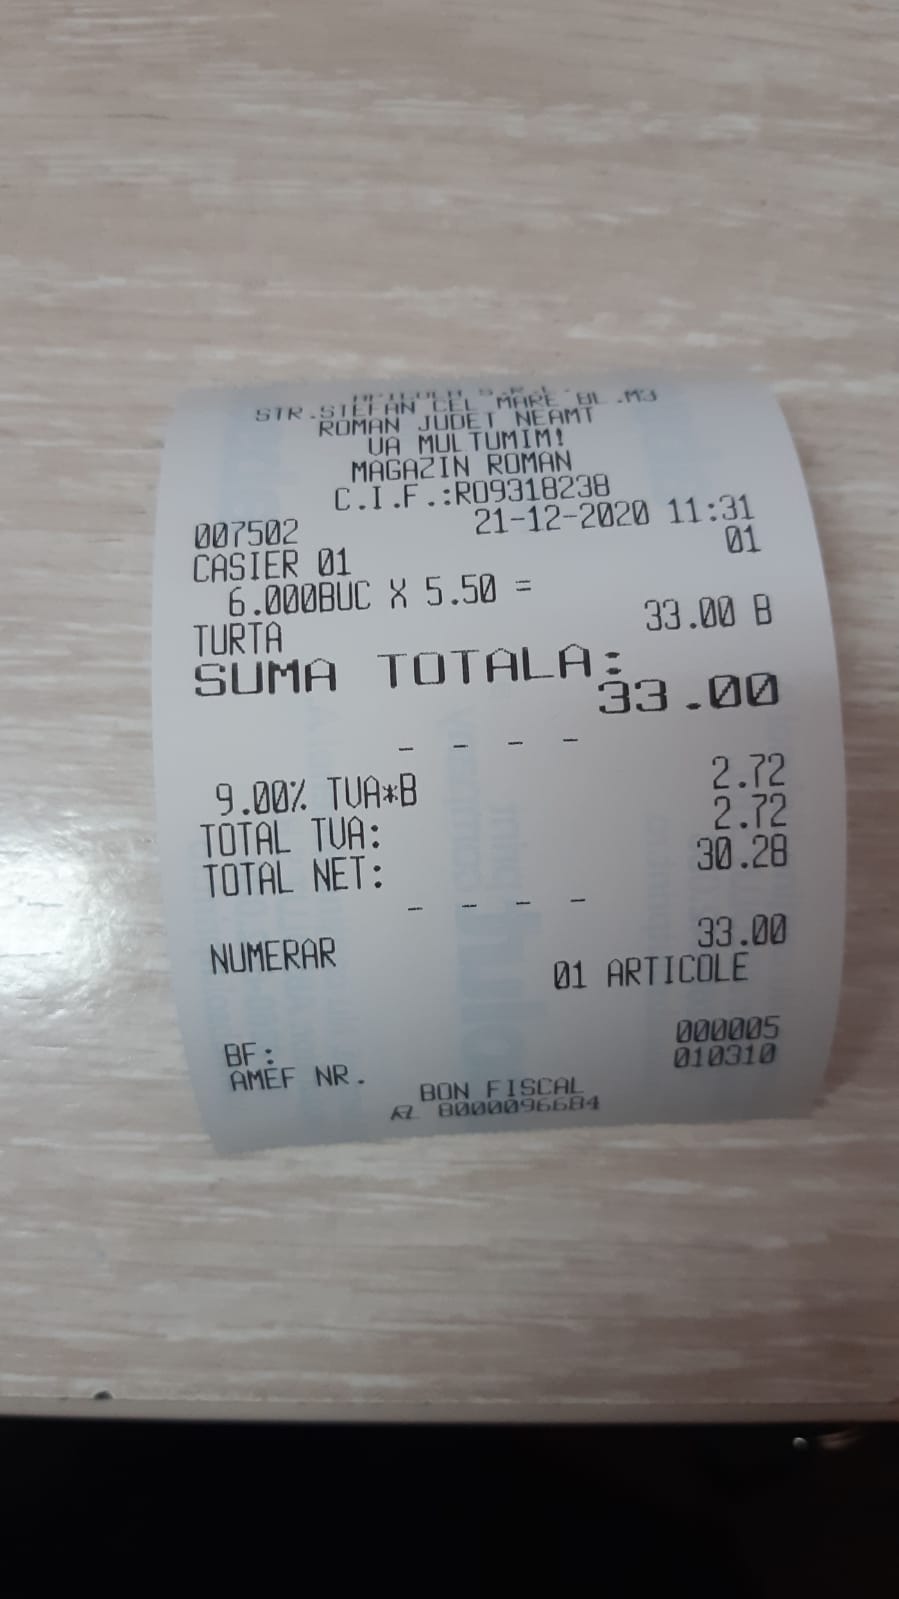 S.R.L.
STR.STEFAN CEL MARE BL.M3
ROMAN JUDET NEAMT
VA MULTUMIM!
MAGAZIN ROMAN
C.I.F.:RO9318238
007502 21-12-2020 11:31
CASIER 01 01
6.000BUC X 5.50 =
TURTA 33.00 B
SUMA TOTALA:
33.00
- - - -
9.00% TVA*B 2.72
TOTAL TVA: 2.72
TOTAL NET: 30.28
- - - -
NUMERAR 33.00
01 ARTICOLE
BF: 000005
AMEF NR. 010310
BON FISCAL
8000096684